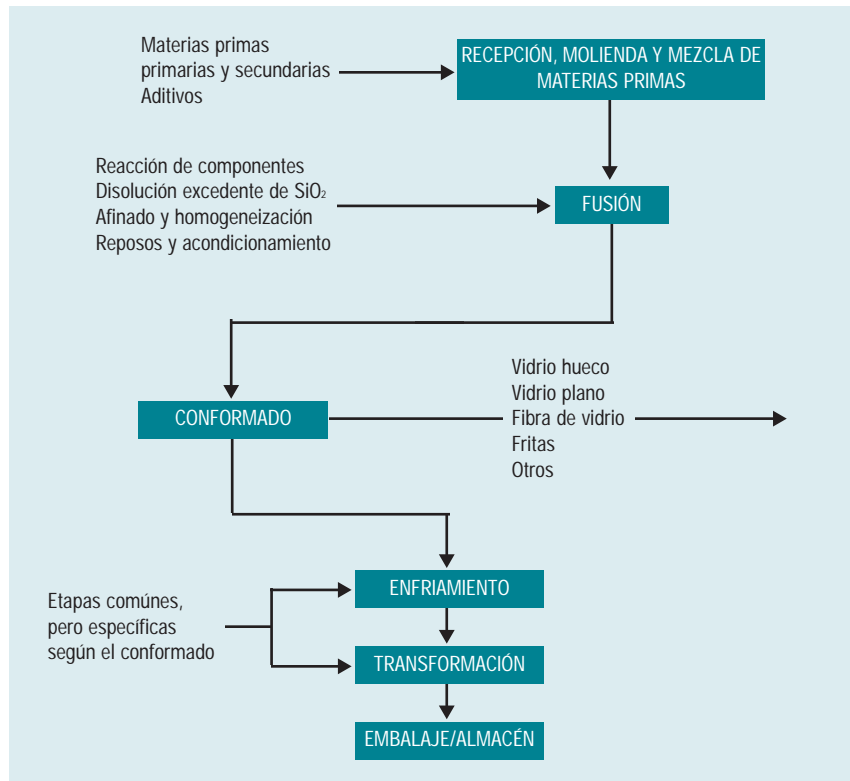 Materias primas
primarias y secundarias
Aditivos
RECEPCIÓN, MOLIENDA Y MEZCLA DE
MATERIAS PRIMAS
Reacción de componentes
Disolución excedente de SiO₂
Afinado y homogeneización
Reposos y acondicionamiento
FUSIÓN
CONFORMADO
Vidrio hueco
Vidrio plano
Fibra de vidrio
Fritas
Otros
Etapas comúnes,
pero específicas
según el conformado
ENFRIAMIENTO
TRANSFORMACIÓN
EMBALAJE/ALMACÉN